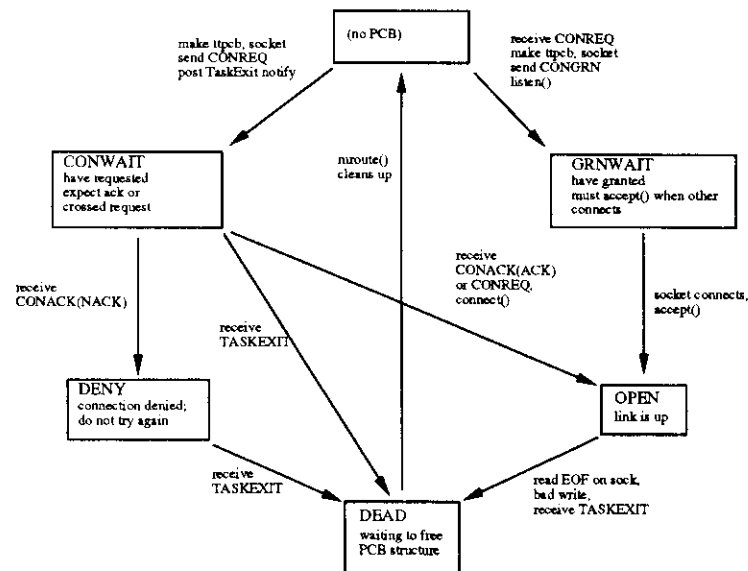 (no PCB)
make ttpcb, socket
send CONREQ
post TaskExit notify
receive CONREQ
make ttpcb, socket
send CONGRN
listen()
CONWAIT
have requested
expect ack or
crossed request
mroute()
cleans up
GRNWAIT
have granted
must accept() when other
connects
receive
CONACK(NACK)
receive
TASKEXIT
receive
CONACK(ACK)
or CONREQ,
connect()
socket connects,
accept()
DENY
connection denied;
do not try again
OPEN
link is up
receive
TASKEXIT
read EOF on sock,
bad write,
receive TASKEXIT
DEAD
waiting to free
PCB structure